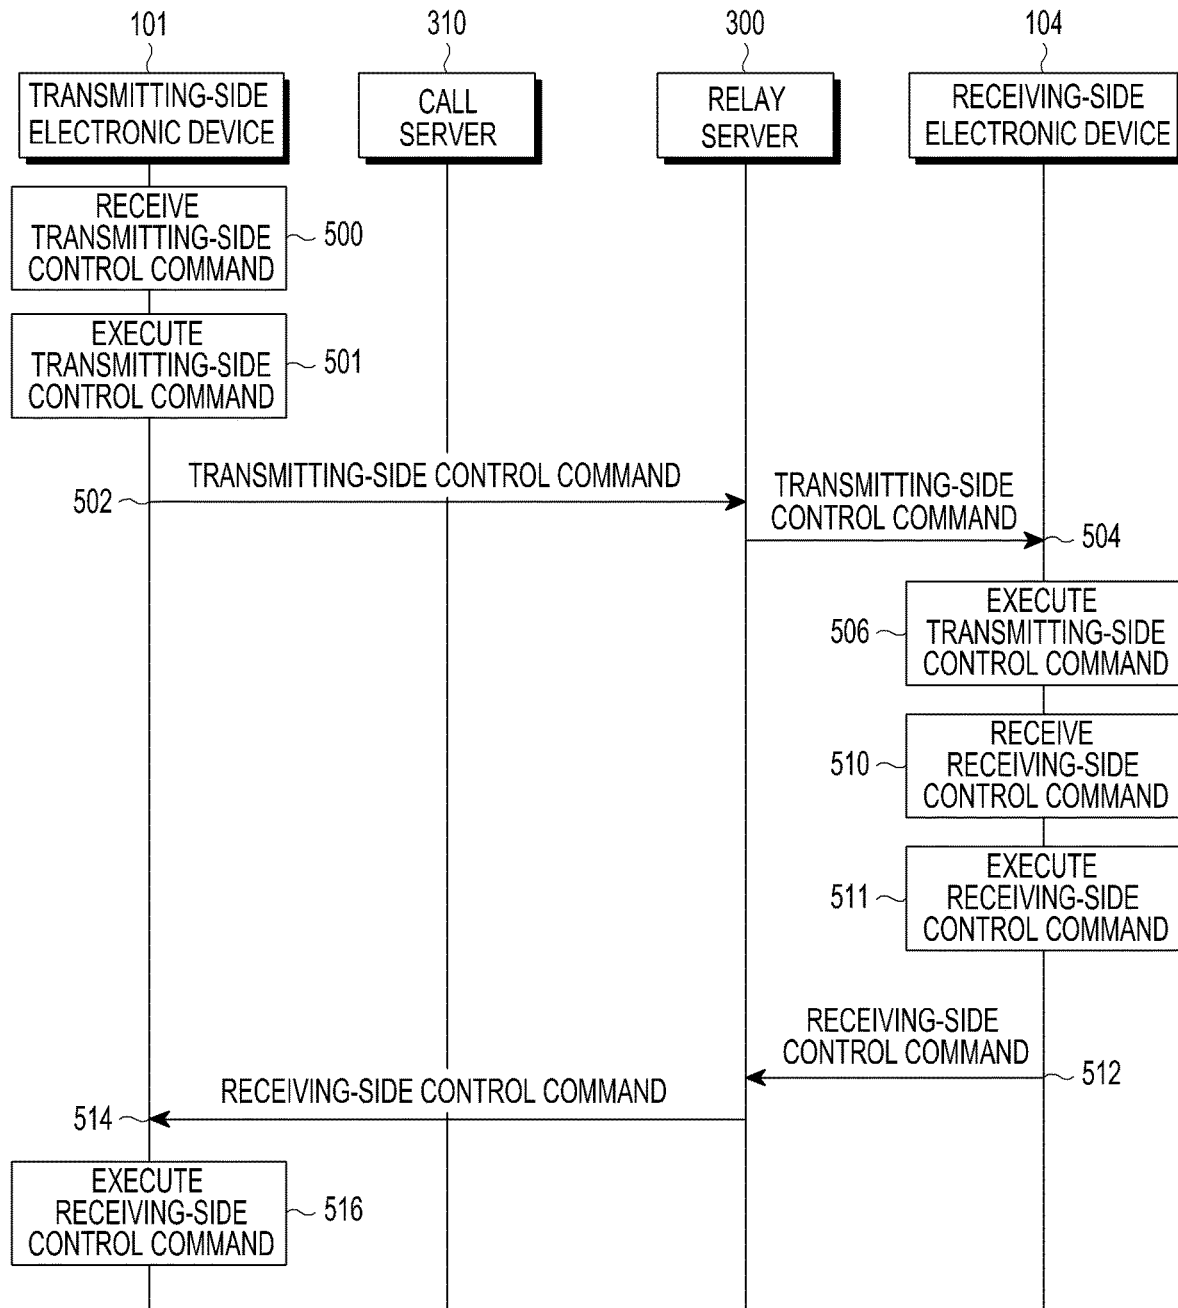 101
310
300
104
TRANSMITTING-SIDE
ELECTRONIC DEVICE
CALL
SERVER
RELAY
SERVER
RECEIVING-SIDE
ELECTRONIC DEVICE
RECEIVE
TRANSMITTING-SIDE
CONTROL COMMAND
500
EXECUTE
TRANSMITTING-SIDE
CONTROL COMMAND
501
TRANSMITTING-SIDE CONTROL COMMAND
502
TRANSMITTING-SIDE
CONTROL COMMAND
504
EXECUTE
TRANSMITTING-SIDE
CONTROL COMMAND
506
RECEIVE
RECEIVING-SIDE
CONTROL COMMAND
510
EXECUTE
RECEIVING-SIDE
CONTROL COMMAND
511
RECEIVING-SIDE
CONTROL COMMAND
512
RECEIVING-SIDE CONTROL COMMAND
514
EXECUTE
RECEIVING-SIDE
CONTROL COMMAND
516